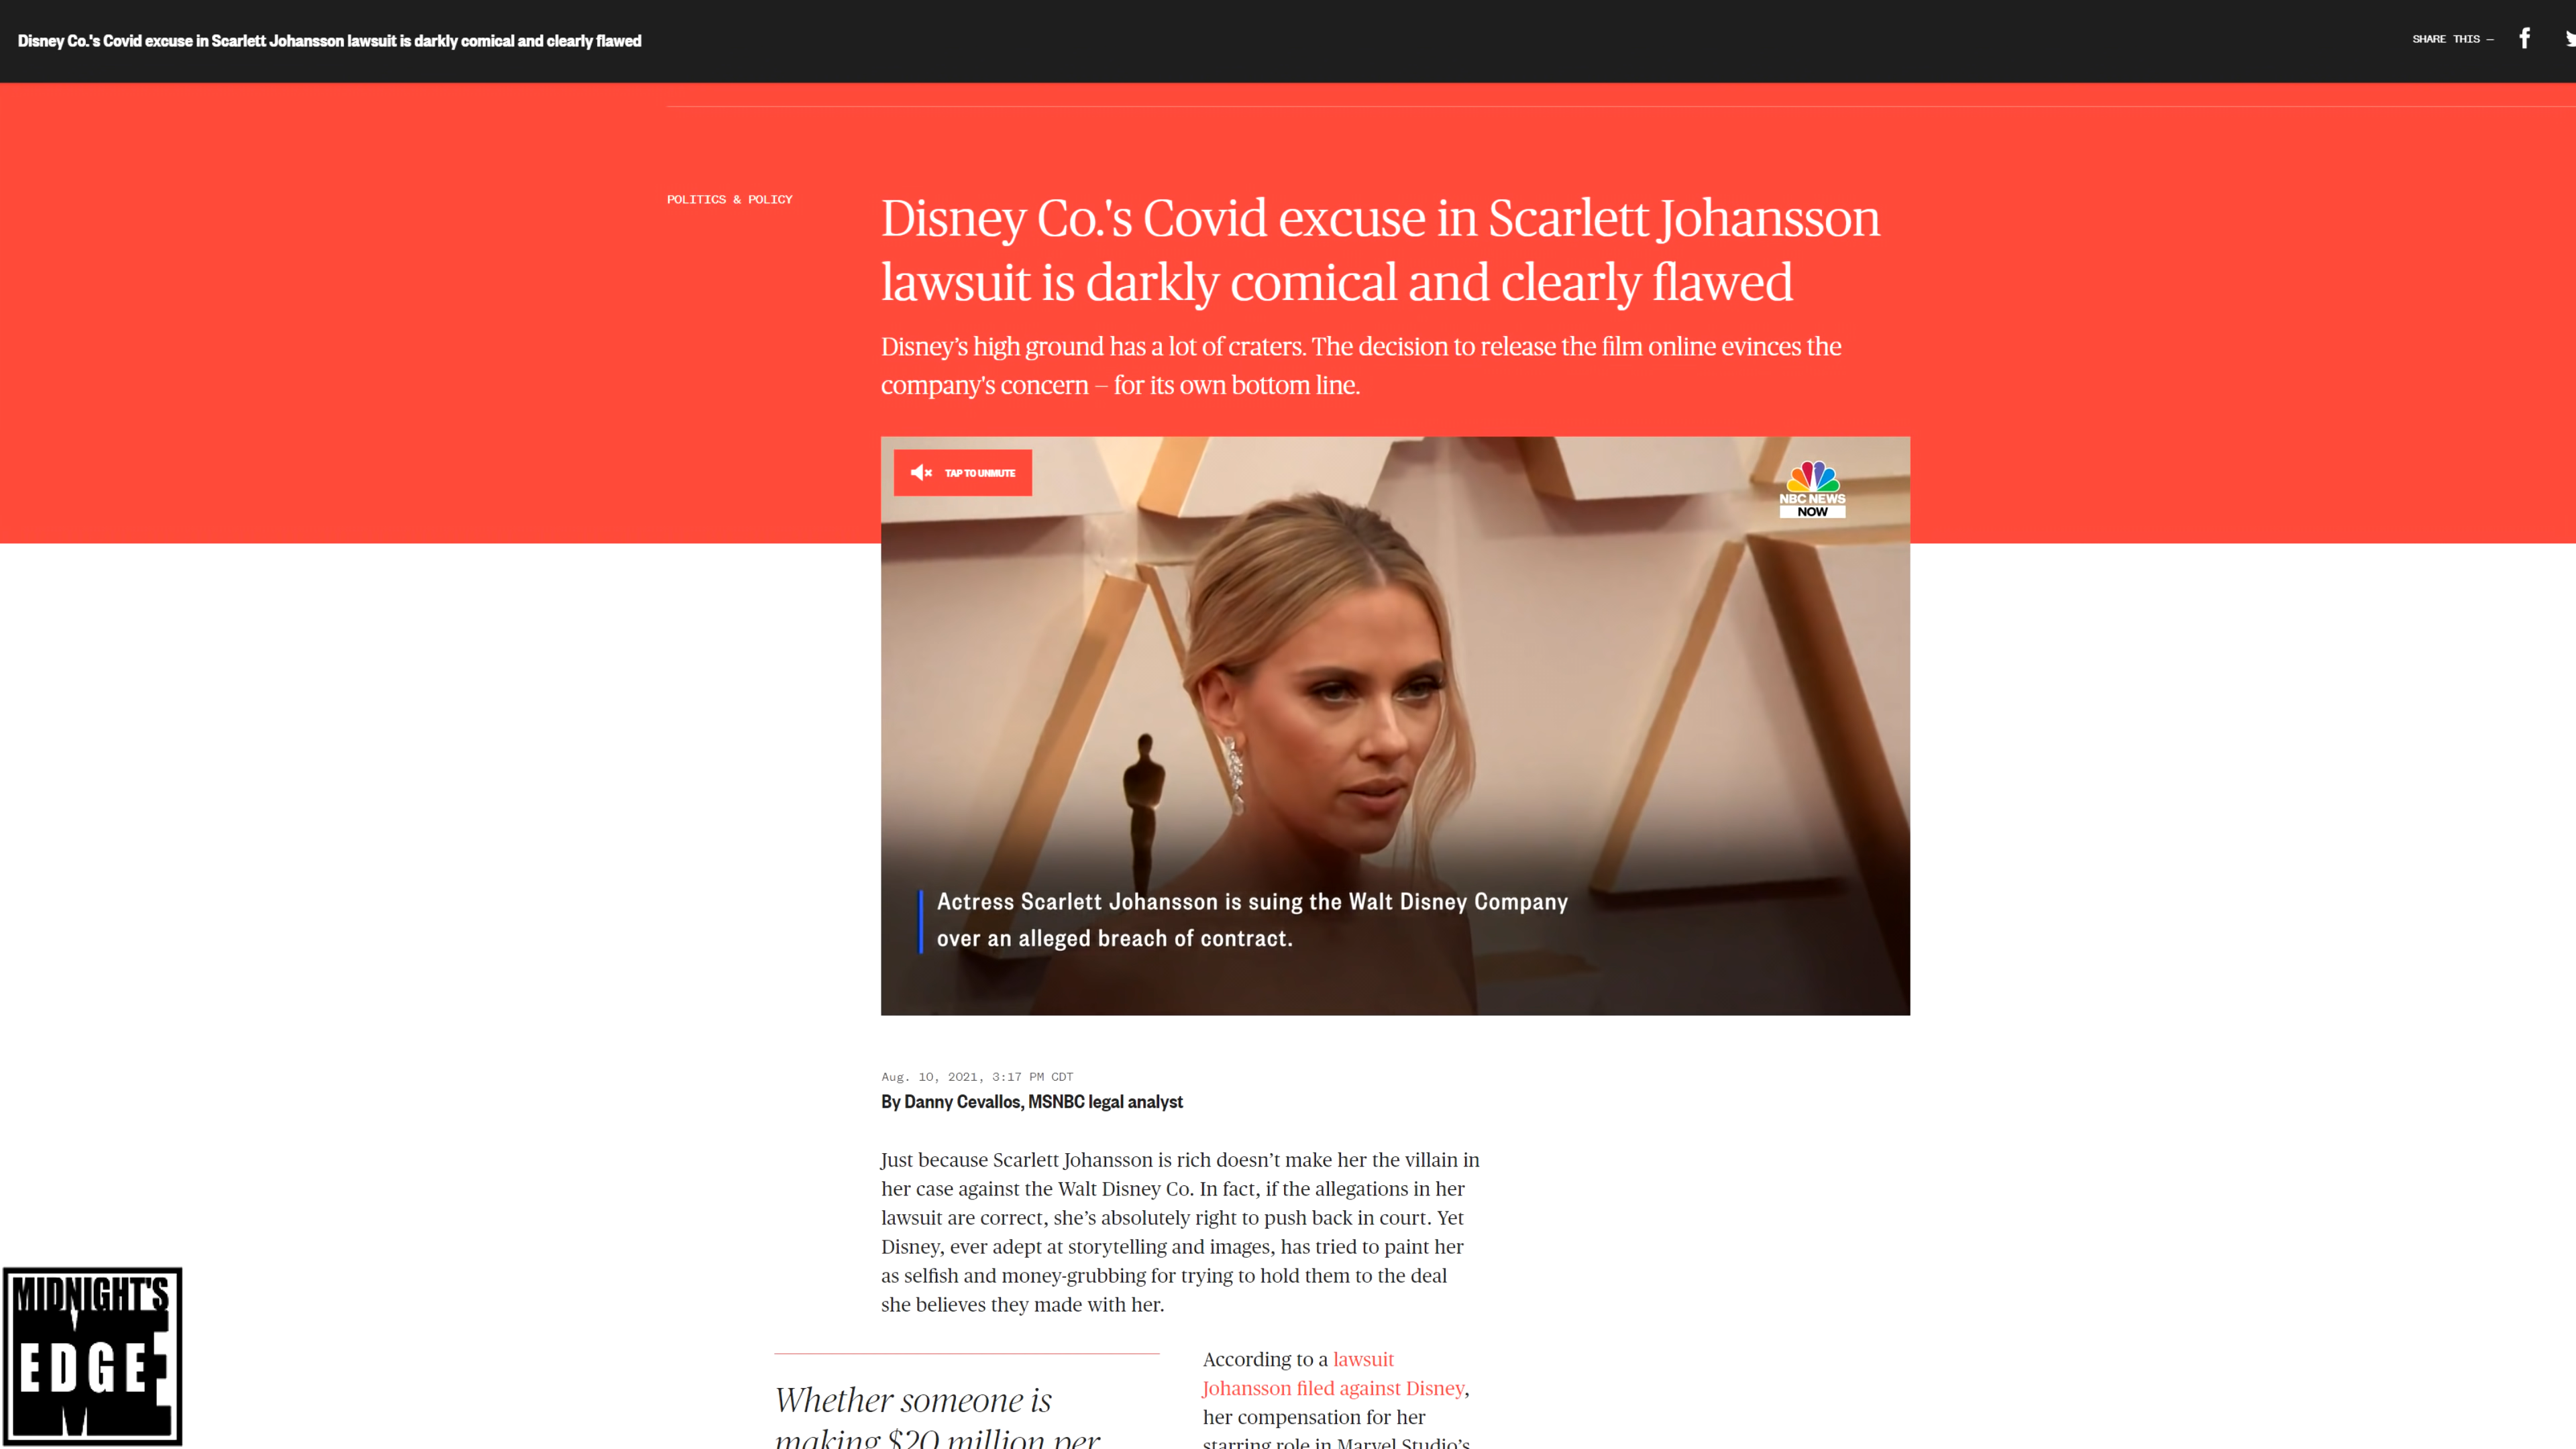 Disney Co.'s Covid excuse in Scarlett Johansson lawsuit is darkly comical and clearly flawed
SHARE THIS —
POLITICS & POLICY
Disney Co.'s Covid excuse in Scarlett Johansson
lawsuit is darkly comical and clearly flawed
Disney’s high ground has a lot of craters. The decision to release the film online evinces the
company's concern — for its own bottom line.
TAP TO UNMUTE
NBC NEWS
NOW
Actress Scarlett Johansson is suing the Walt Disney Company
over an alleged breach of contract.
Aug. 10, 2021, 3:17 PM CDT
By Danny Cevallos, MSNBC legal analyst
Just because Scarlett Johansson is rich doesn’t make her the villain in
her case against the Walt Disney Co. In fact, if the allegations in her
lawsuit are correct, she’s absolutely right to push back in court. Yet
Disney, ever adept at storytelling and images, has tried to paint her
as selfish and money-grubbing for trying to hold them to the deal
she believes they made with her.
Whether someone is
making $20 million per
According to a lawsuit
Johansson filed against Disney,
her compensation for her
starring role in Marvel Studio’s
MIDNIGHT'S
EDGE